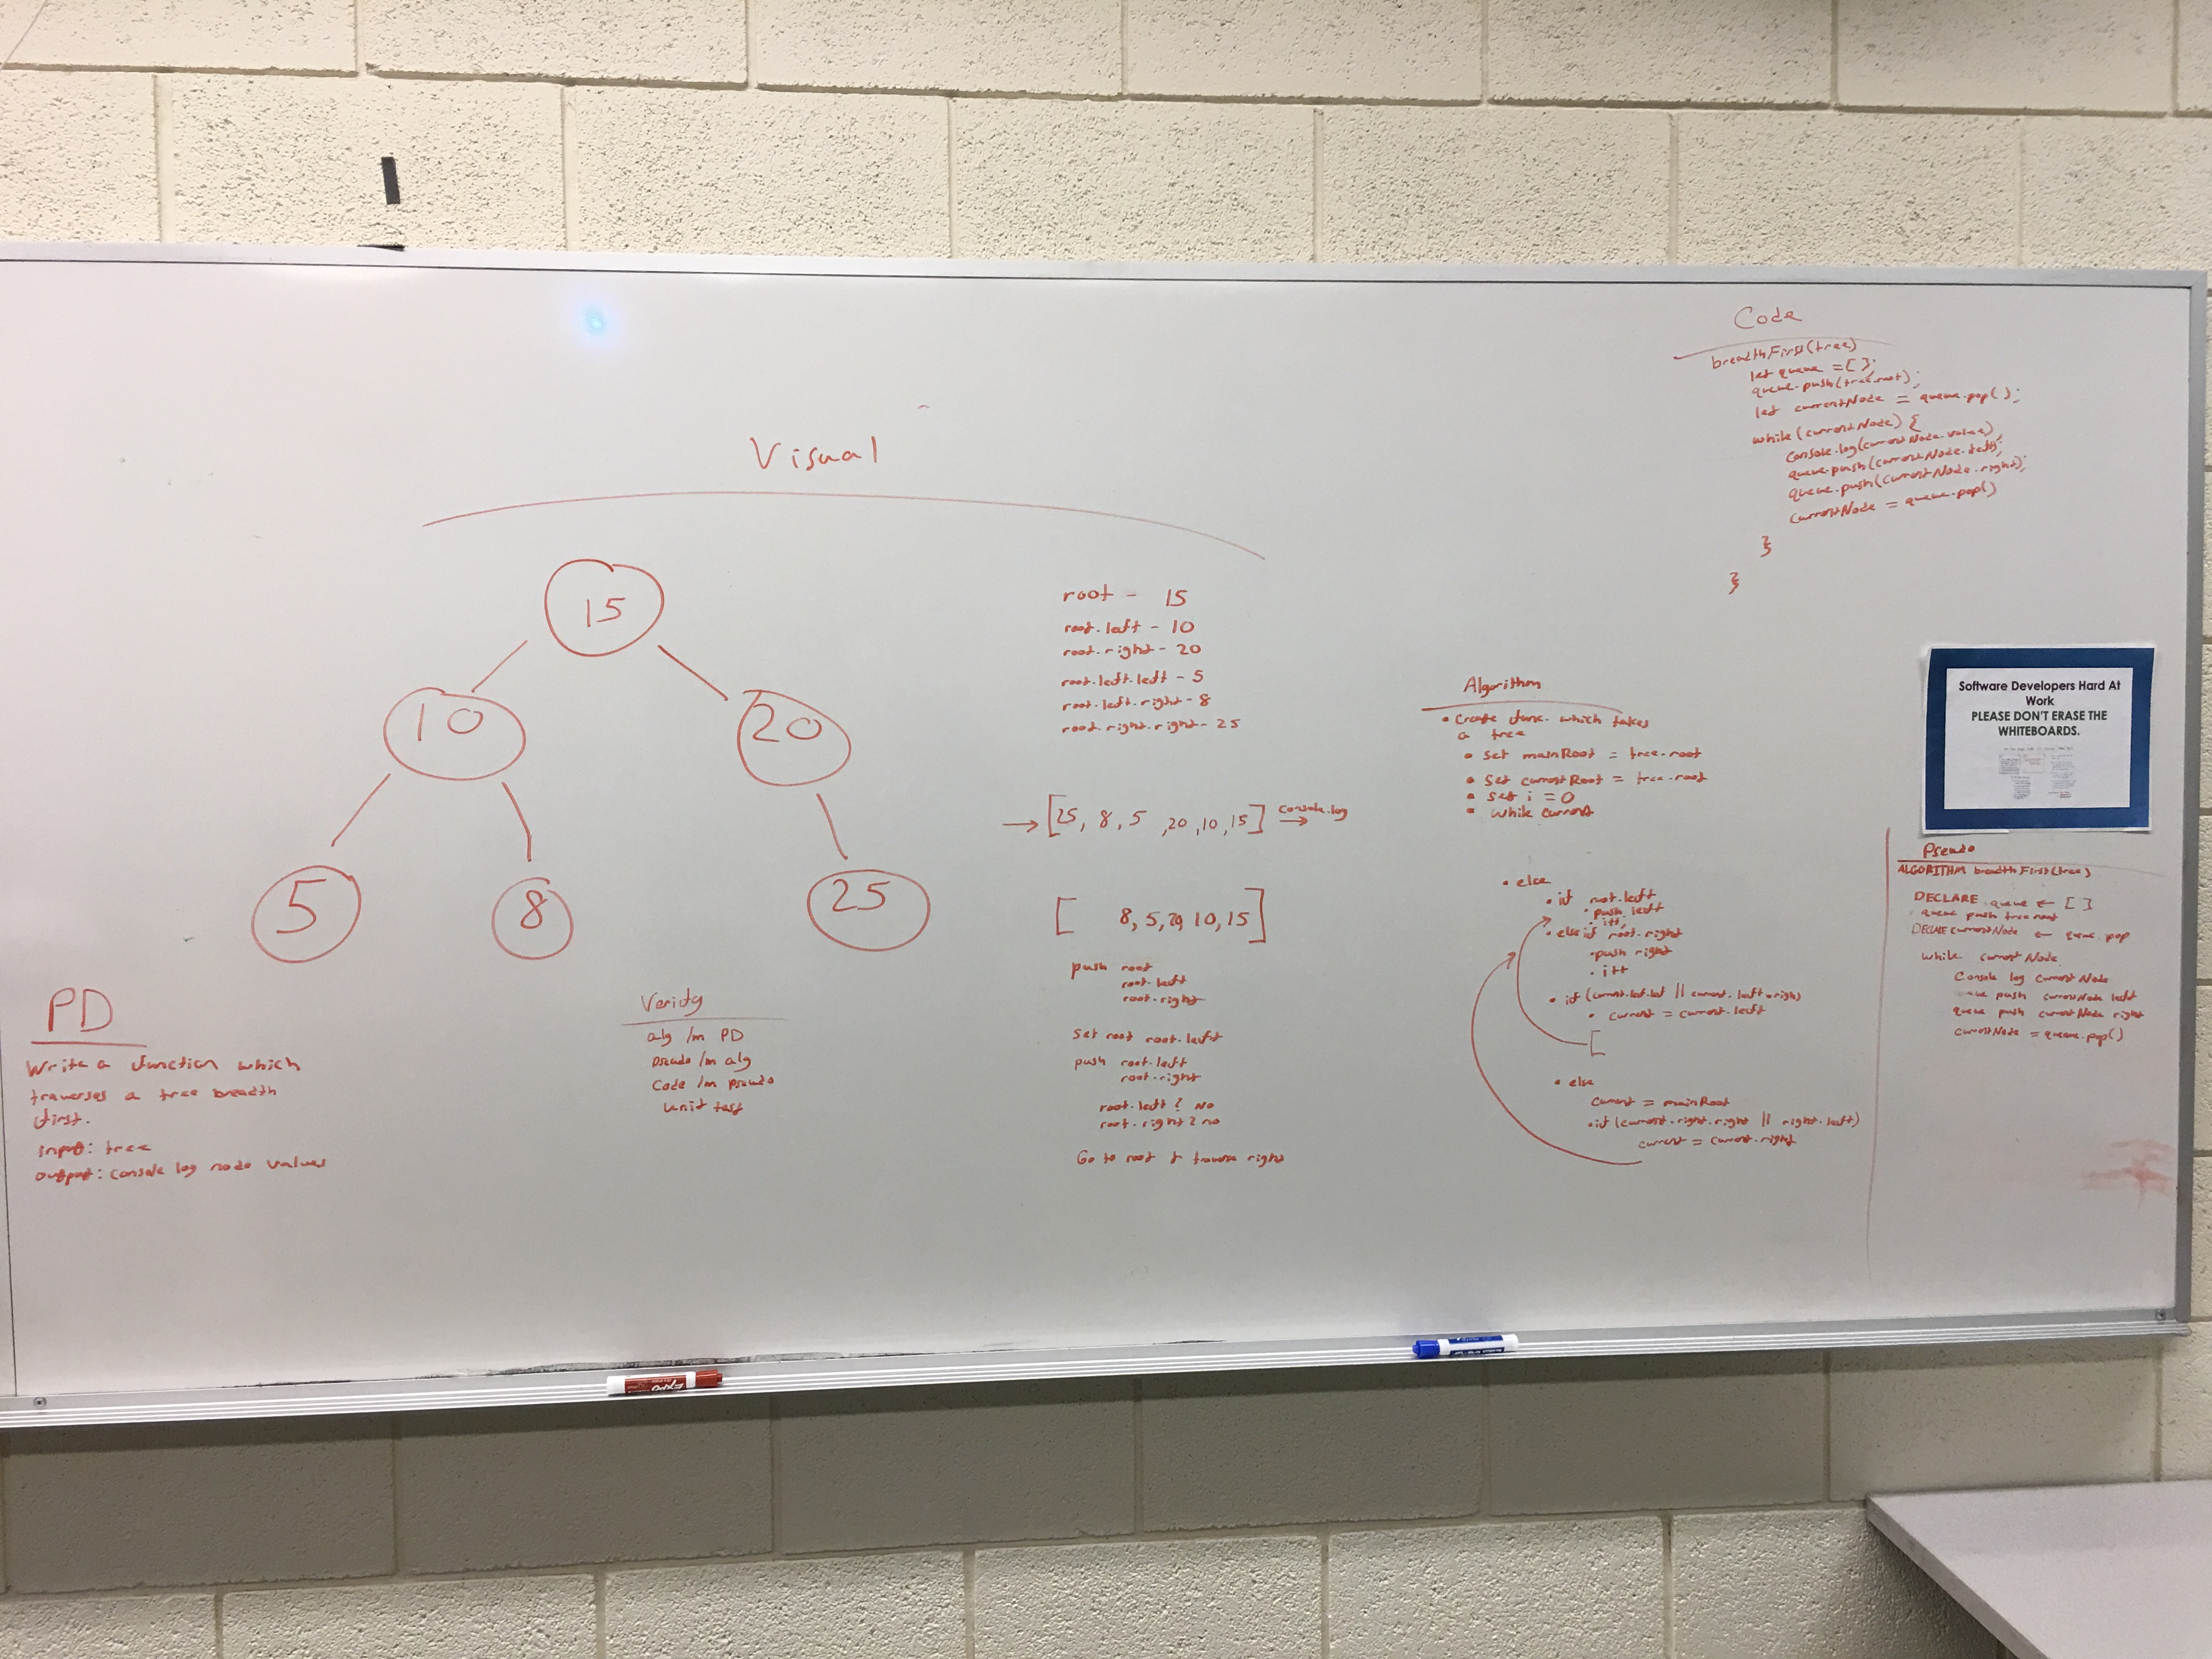 Visual
15
10
20
5
8
25
PD
Write a function which
traverses a tree breadth
first.
input: tree
output: console log node values
Veridy
alg /m PD
pseudo /m alg
Code /m pseudo
unit test
root - 15
root.left - 10
root.right - 20
root.left.left - 5
root.left.right - 8
root.right.right - 25
→ [25, 8, 5 ,20,10,15] console.log →
[ 8, 5, 20, 10, 15]
push root
root.left
root.right
set root root.left
push root.left
root.right
root.left? No
root.right? no
Go to root & traverse right
Algorithm
• Create func. which takes
a tree
• set mainRoot = tree.root
• set currentRoot = tree.root
• set i = 0
• while current
• else
• if root.left
• push left
• i++;
• else if root.right
• push right
• i++
• if (current.left.left || current.left.right)
• current = current.left
[
• else
current = mainRoot
• if (current.right.right || right.left)
current = current.right
Code
breadthFirst(tree)
let queue = [];
queue.push(tree.root);
let currentNode = queue.pop();
while(currentNode) {
console.log(currentNode.value)
queue.push(currentNode.left);
queue.push(currentNode.right);
currentNode = queue.pop()
}
}
Software Developers Hard At
Work
PLEASE DON'T ERASE THE
WHITEBOARDS.
Pseudo
ALGORITHM breadthFirst(tree)
DECLARE queue ← [ ]
queue push tree root
DECLARE currentNode ← queue.pop
while currentNode
Console log currentNode
push currentNode left
queue push currentNode right
currentNode = queue.pop()
EXPO